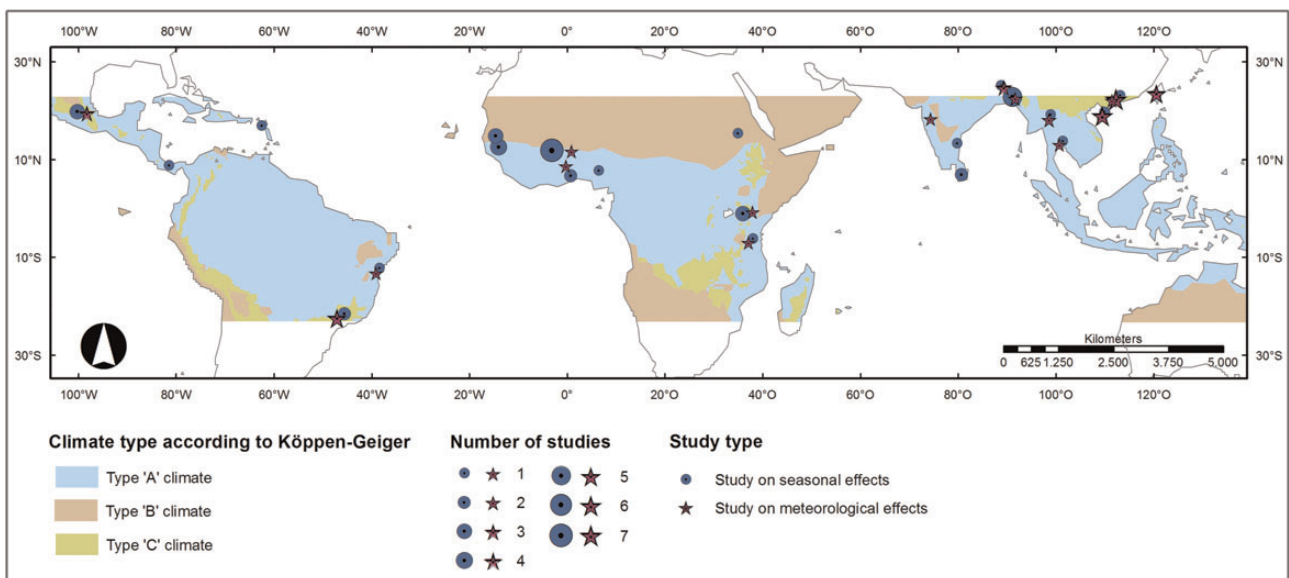 100°W 80°W 60°W 40°W 20°W 0° 20°E 40°E 60°E 80°E 100°E 120°E
30°N 30°N
10°N 10°N
10°S 10°S
30°S 30°S
Kilometers
0 625 1.250 2.500 3.750 5.000
100°W 80°W 60°W 40°W 20°W 0° 20°E 40°E 60°E 80°E 100°E 120°E
Climate type according to Köppen-Geiger
Type 'A' climate
Type 'B' climate
Type 'C' climate
Number of studies
1 5
2 6
3 7
4
Study type
Study on seasonal effects
Study on meteorological effects